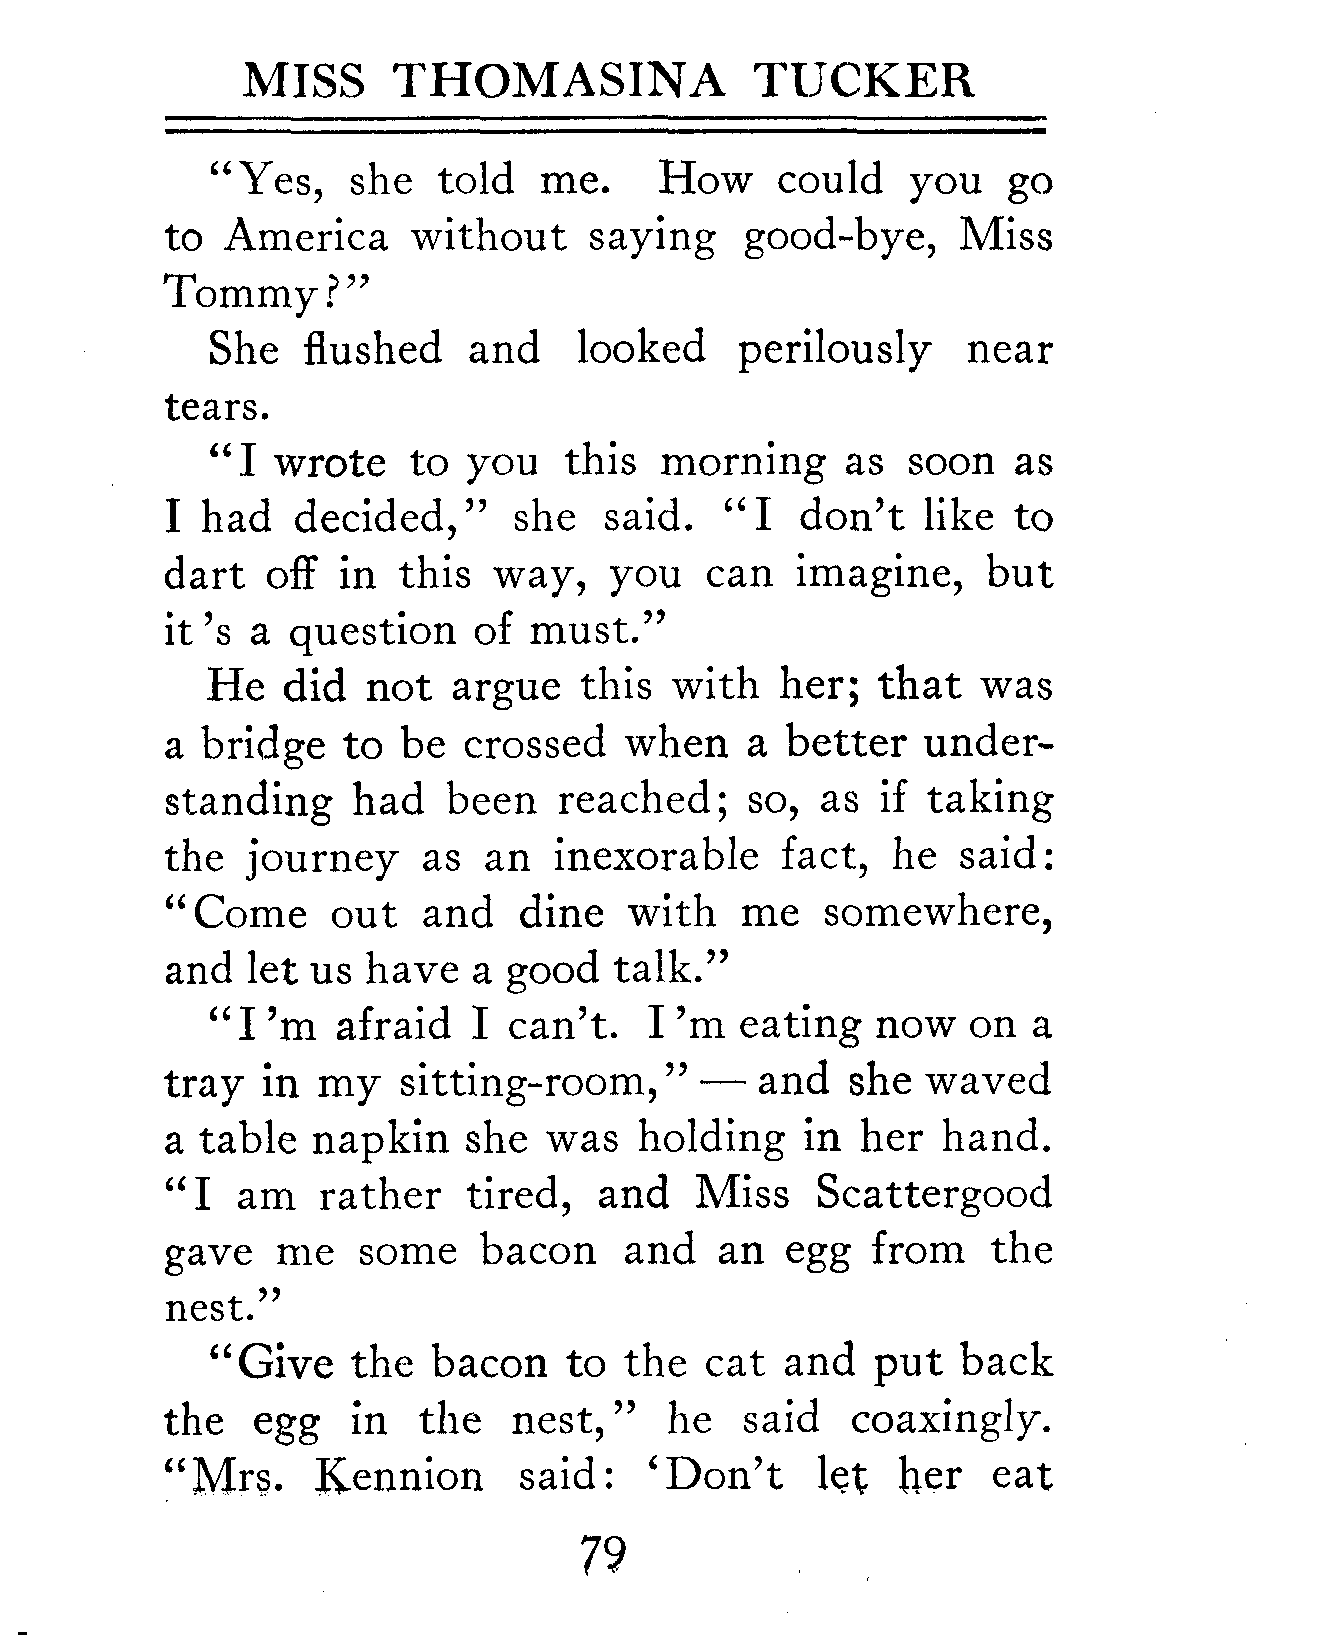 MISS THOMASINA TUCKER
“Yes, she told me. How could you go
to America without saying good-bye, Miss
Tommy?”
She flushed and looked perilously near
tears.
“I wrote to you this morning as soon as
I had decided,” she said. “I don’t like to
dart off in this way, you can imagine, but
it ’s a question of must.”
He did not argue this with her; that was
a bridge to be crossed when a better under-
standing had been reached; so, as if taking
the journey as an inexorable fact, he said:
“Come out and dine with me somewhere,
and let us have a good talk.”
“I ’m afraid I can’t. I ’m eating now on a
tray in my sitting-room,” — and she waved
a table napkin she was holding in her hand.
“I am rather tired, and Miss Scattergood
gave me some bacon and an egg from the
nest.”
“Give the bacon to the cat and put back
the egg in the nest,” he said coaxingly.
“Mrs. Kennion said: ‘Don’t let her eat
79